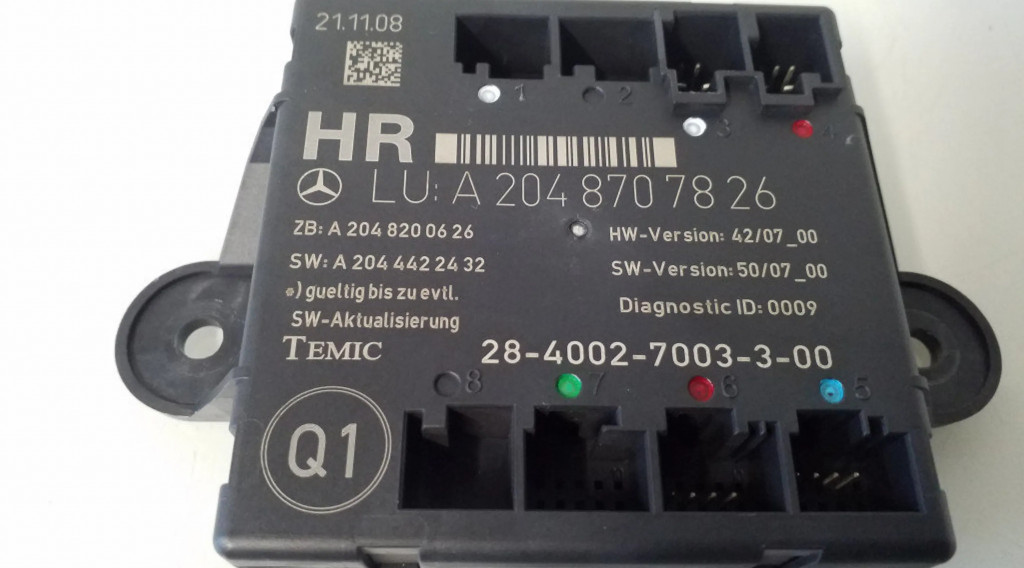 21.11.08
1 2 3 4
HR
LU: A 204 870 78 26
ZB: A 204 820 06 26
HW-Version: 42/07_00
SW: A 204 442 24 32
SW-Version: 50/07_00
*) gueltig bis zu evtl.
SW-Aktualisierung
Diagnostic ID: 0009
TEMIC
28-4002-7003-3-00
8 7 6 5
Q1